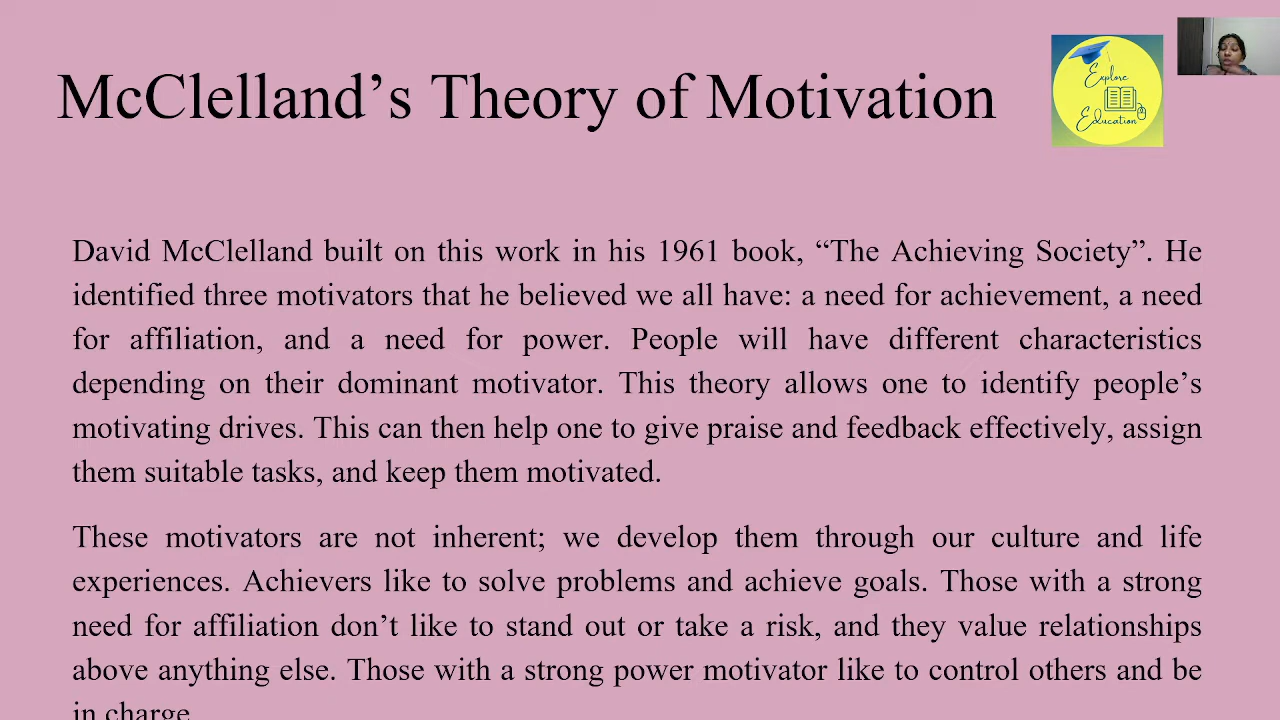 McClelland’s Theory of Motivation
Explore
Education
David McClelland built on this work in his 1961 book, “The Achieving Society”. He
identified three motivators that he believed we all have: a need for achievement, a need
for affiliation, and a need for power. People will have different characteristics
depending on their dominant motivator. This theory allows one to identify people’s
motivating drives. This can then help one to give praise and feedback effectively, assign
them suitable tasks, and keep them motivated.
These motivators are not inherent; we develop them through our culture and life
experiences. Achievers like to solve problems and achieve goals. Those with a strong
need for affiliation don’t like to stand out or take a risk, and they value relationships
above anything else. Those with a strong power motivator like to control others and be
in charge